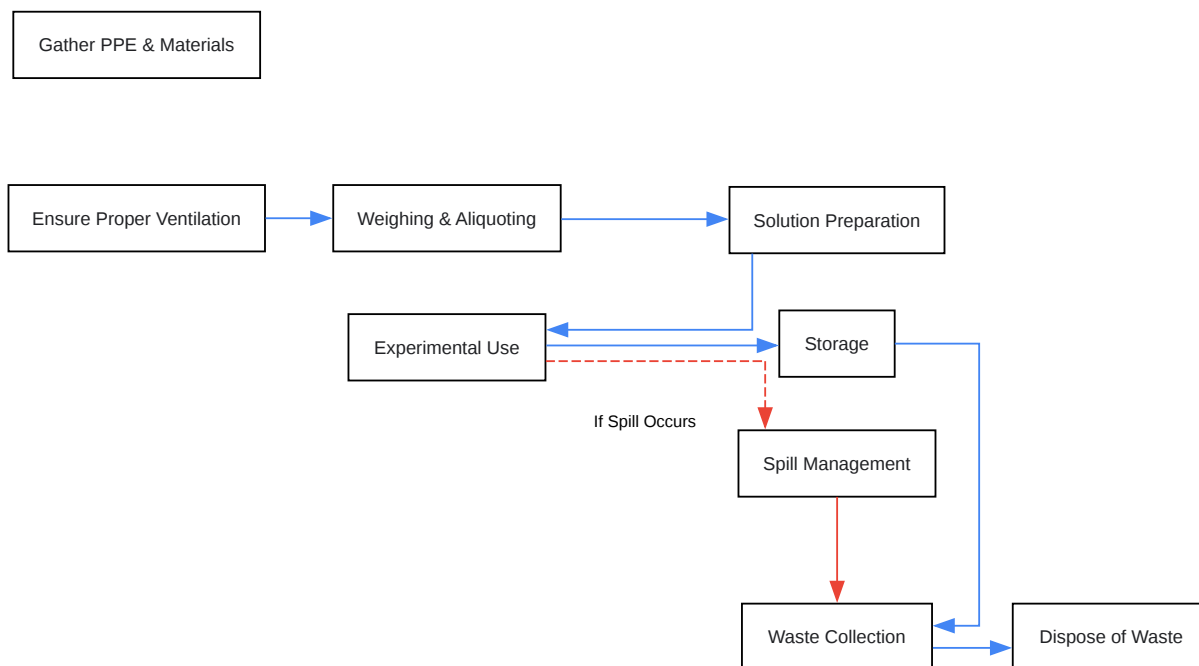 Gather PPE & Materials
Ensure Proper Ventilation
Weighing & Aliquoting
Solution Preparation
Experimental Use
Storage
If Spill Occurs
Spill Management
Waste Collection
Dispose of Waste